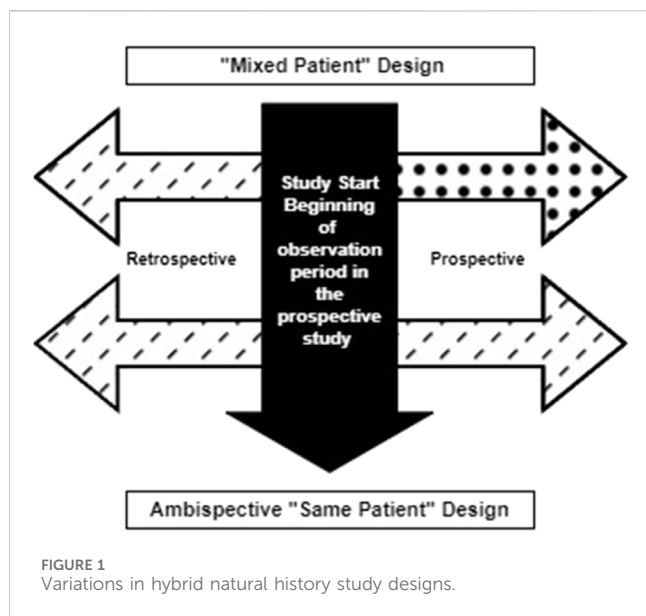 "Mixed Patient" Design
Study Start
Beginning
of
observation
period in
the
prospective
study
Retrospective
Prospective
Ambispective "Same Patient" Design
FIGURE 1
Variations in hybrid natural history study designs.